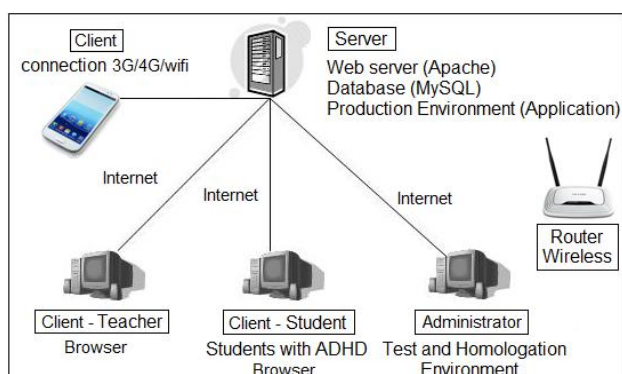 Client
connection 3G/4G/wifi
Server
Web server (Apache)
Database (MySQL)
Production Environment (Application)
Internet
Internet
Internet
Router
Wireless
Client - Teacher
Browser
Client - Student
Students with ADHD
Browser
Administrator
Test and Homologation
Environment